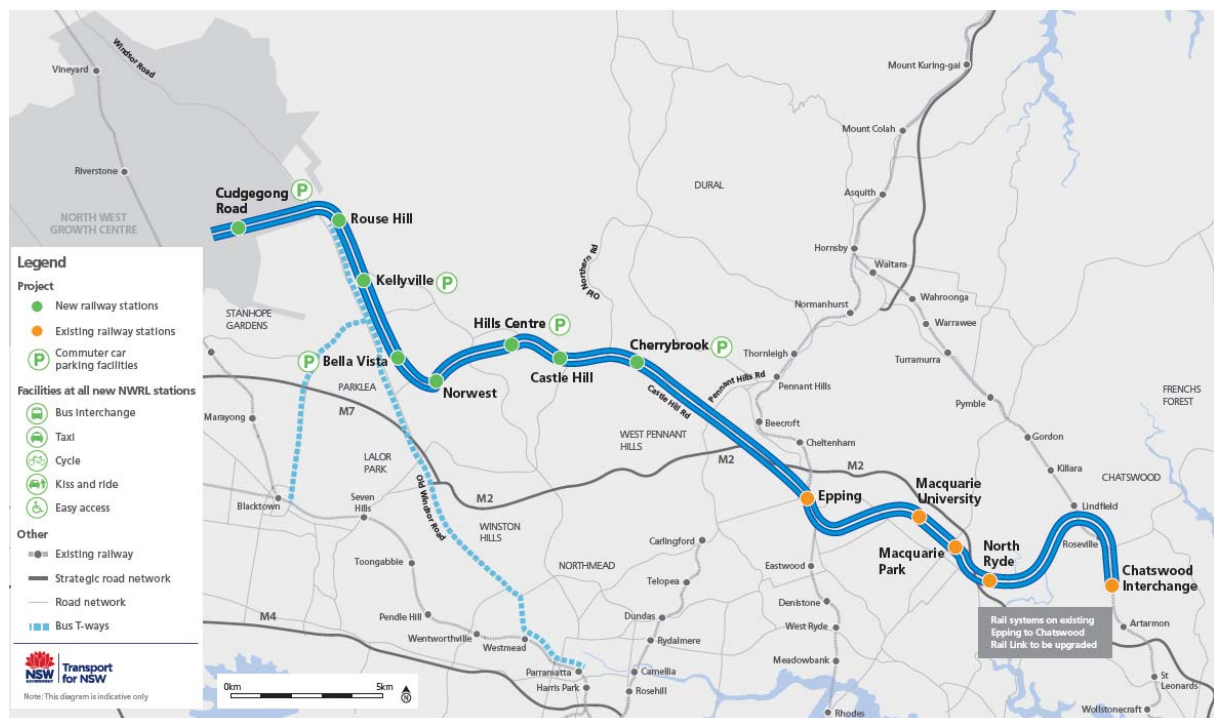 Windsor Road
Vineyard
Riverstone
NORTH WEST
GROWTH CENTRE
Cudgegong
Road
P
Rouse Hill
Kellyville
P
STANHOPE
GARDENS
P
Bella Vista
PARKLEA
M7
Marayong
LALOR
PARK
Blacktown
Seven
Hills
Norwest
Hills Centre
P
Castle Hill
Cherrybrook
P
Old Northern Rd
DURAL
Pennant Hills Rd
Castle Hill Rd
WEST PENNANT
HILLS
M2
M2
M2
Old Windsor Road
WINSTON
HILLS
NORTHMEAD
Toongabbie
Pendle Hill
M4
Wentworthville
Westmead
Parramatta
Harris Park
Carlingford
Telopea
Dundas
Rydalmere
Camellia
Rosehill
Mount Kuring-gai
Mount Colah
Asquith
Hornsby
Waitara
Normanhurst
Wahroonga
Warrawee
Thornleigh
Turramurra
Pennant Hills
Pymble
Beecroft
Cheltenham
Gordon
Killara
FRENCHS
FOREST
CHATSWOOD
Lindfield
Roseville
Epping
Macquarie
University
Macquarie
Park
North
Ryde
Chatswood
Interchange
Eastwood
Denistone
West Ryde
Meadowbank
Rhodes
Artarmon
St
Leonards
Wollstonecraft
Rail systems on existing
Epping to Chatswood
Rail Link to be upgraded
Legend
Project
New railway stations
Existing railway stations
P
Commuter car
parking facilities
Facilities at all new NWRL stations
Bus Interchange
Taxi
Cycle
Kiss and ride
Easy access
Other
Existing railway
Strategic road network
Road network
Bus T-ways
NSW
GOVERNMENT
Transport
for NSW
Note: This diagram is indicative only
0km
5km
N